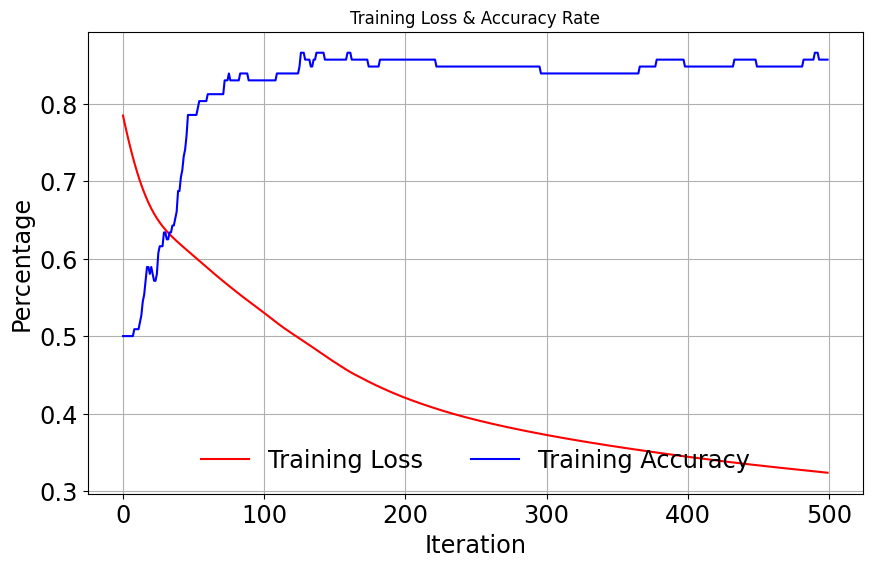 Training Loss & Accuracy Rate
Percentage
0.8
0.7
0.6
0.5
0.4
0.3
Training Loss Training Accuracy
0 100 200 300 400 500
Iteration